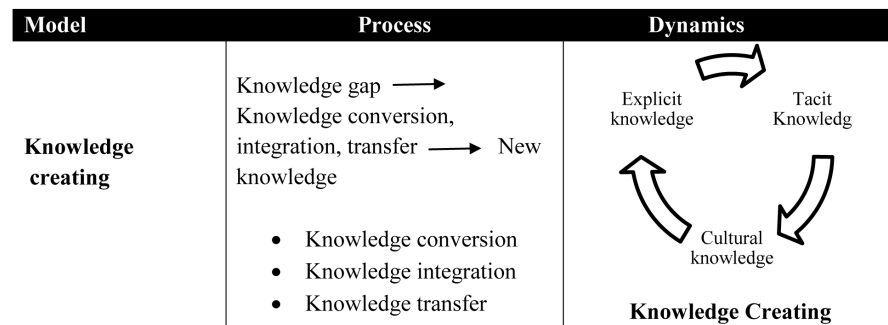 Model Process Dynamics
Knowledge
creating
Knowledge gap
Knowledge conversion,
integration, transfer New
knowledge
• Knowledge conversion
• Knowledge integration
• Knowledge transfer
Explicit
knowledge
Tacit
Knowledg
Cultural
knowledge
Knowledge Creating